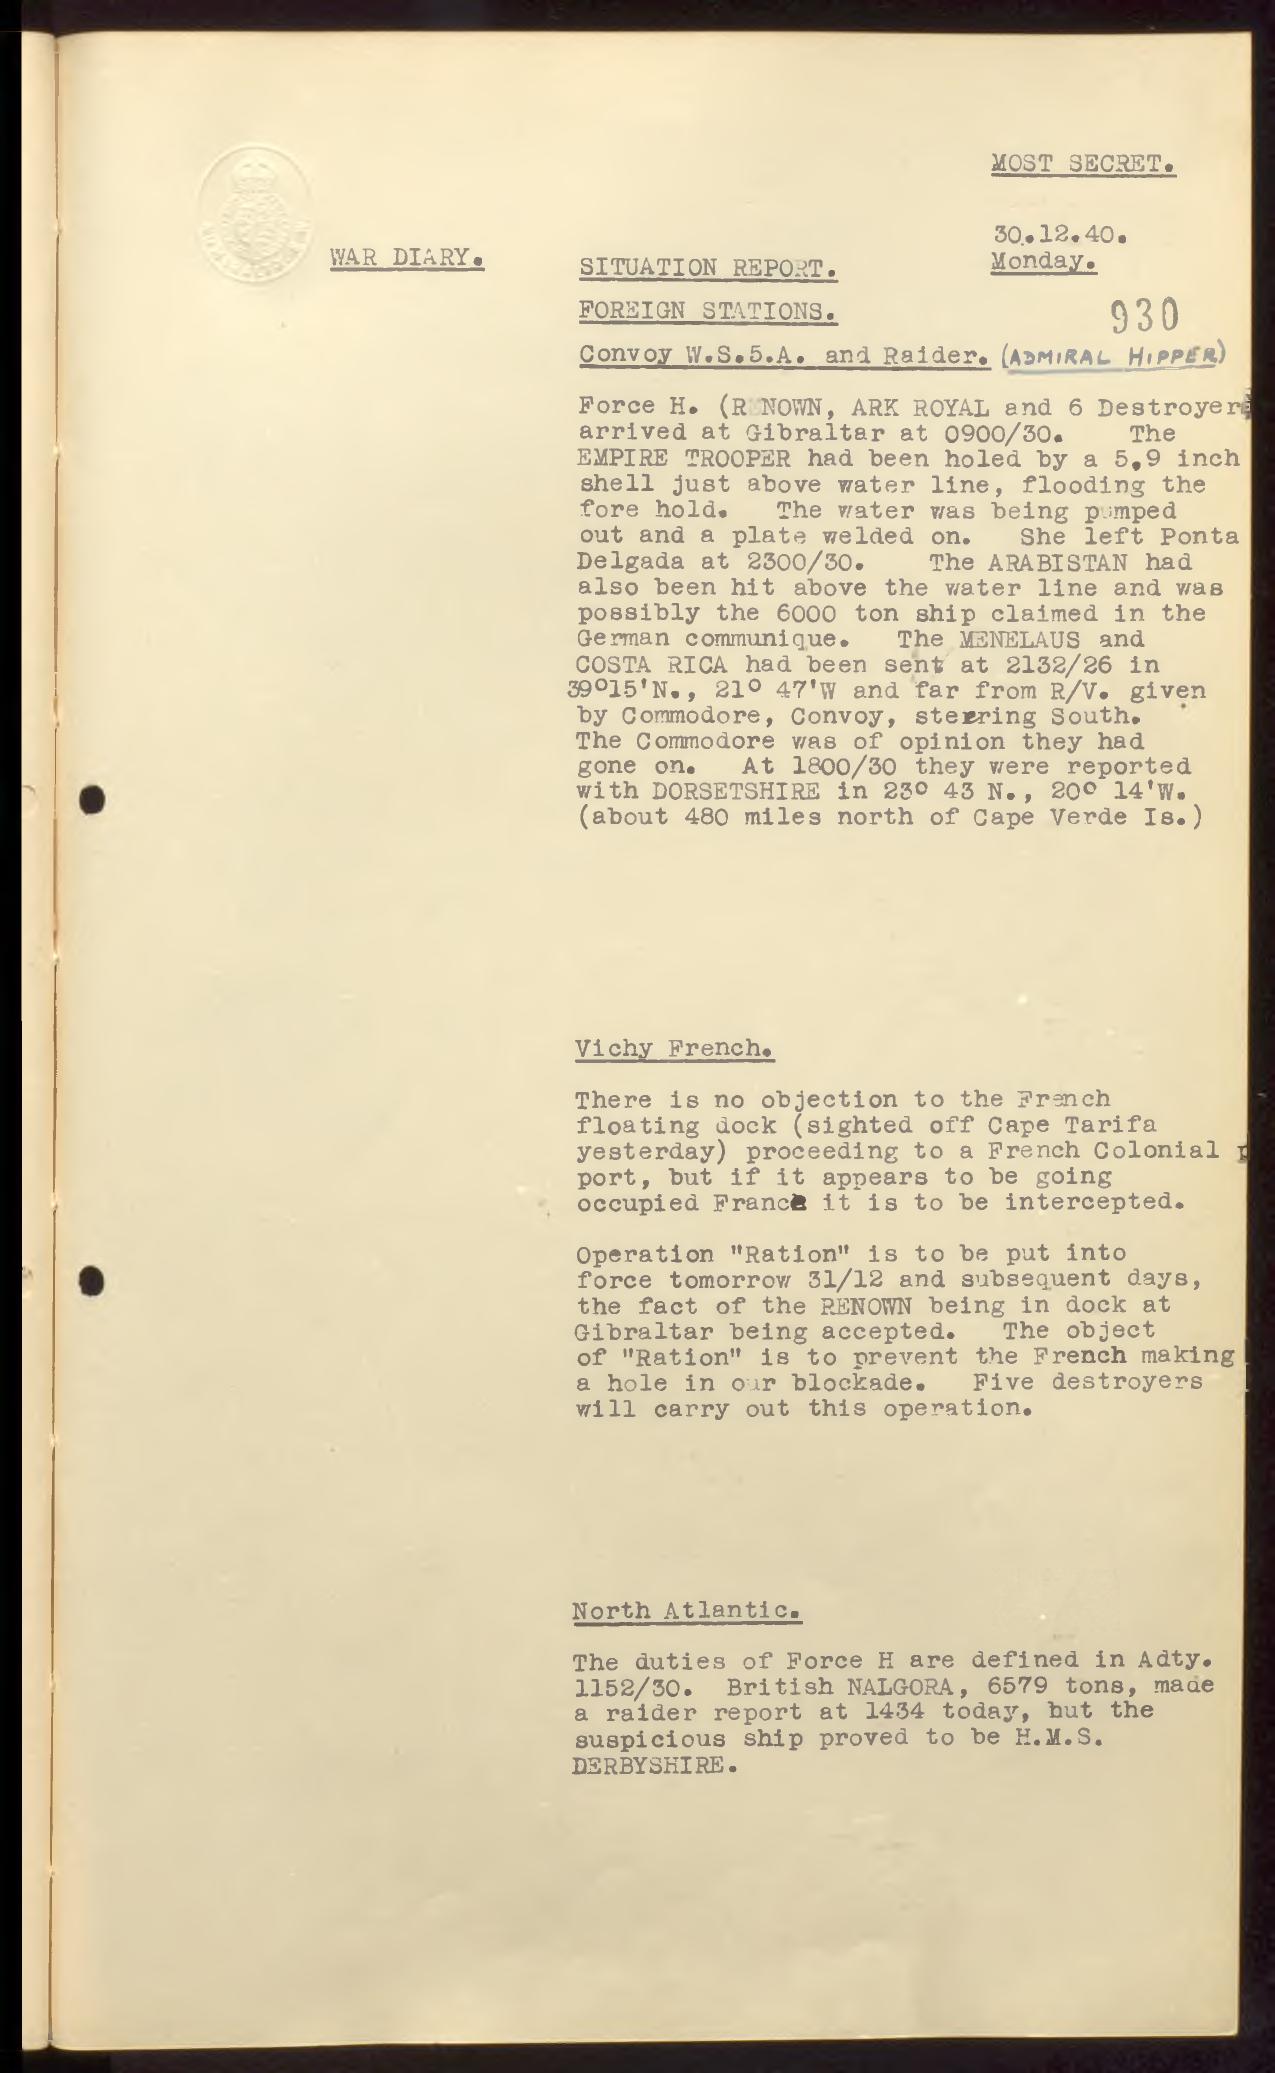 MOST SECRET.
30.12.40.
WAR DIARY.
SITUATION REPORT.
Monday.
FOREIGN STATIONS.
930
Convoy W.S.5.A. and Raider. (ADMIRAL HIPPER)
Force H. (RENOWN, ARK ROYAL and 6 Destroyers
arrived at Gibraltar at 0900/30. The
EMPIRE TROOPER had been holed by a 5.9 inch
shell just above water line, flooding the
fore hold. The water was being pumped
out and a plate welded on. She left Ponta
Delgada at 2300/30. The ARABISTAN had
also been hit above the water line and was
possibly the 6000 ton ship claimed in the
German communique. The MENELAUS and
COSTA RICA had been sent at 2132/26 in
39°15'N., 21° 47'W and far from R/V. given
by Commodore, Convoy, steering South.
The Commodore was of opinion they had
gone on. At 1800/30 they were reported
with DORSETSHIRE in 23° 43 N., 20° 14'W.
(about 480 miles north of Cape Verde Is.)
Vichy French.
There is no objection to the French
floating dock (sighted off Cape Tarifa
yesterday) proceeding to a French Colonial
port, but if it appears to be going
occupied France it is to be intercepted.
Operation "Ration" is to be put into
force tomorrow 31/12 and subsequent days,
the fact of the RENOWN being in dock at
Gibraltar being accepted. The object
of "Ration" is to prevent the French making
a hole in our blockade. Five destroyers
will carry out this operation.
North Atlantic.
The duties of Force H are defined in Adty.
1152/30. British NALGORA, 6579 tons, made
a raider report at 1434 today, but the
suspicious ship proved to be H.M.S.
DERBYSHIRE.